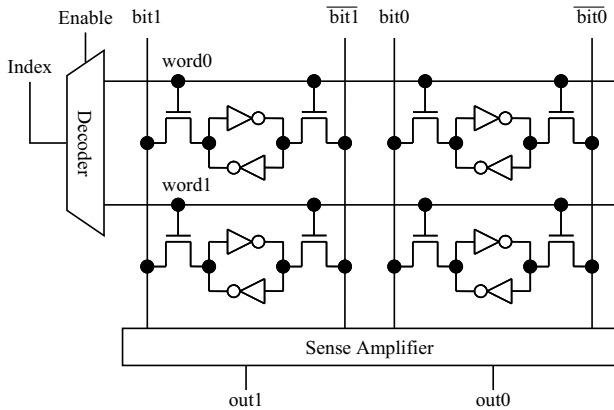 Enable
bit1
bit1
bit0
bit0
Index
word0
Decoder
word1
Sense Amplifier
out1
out0